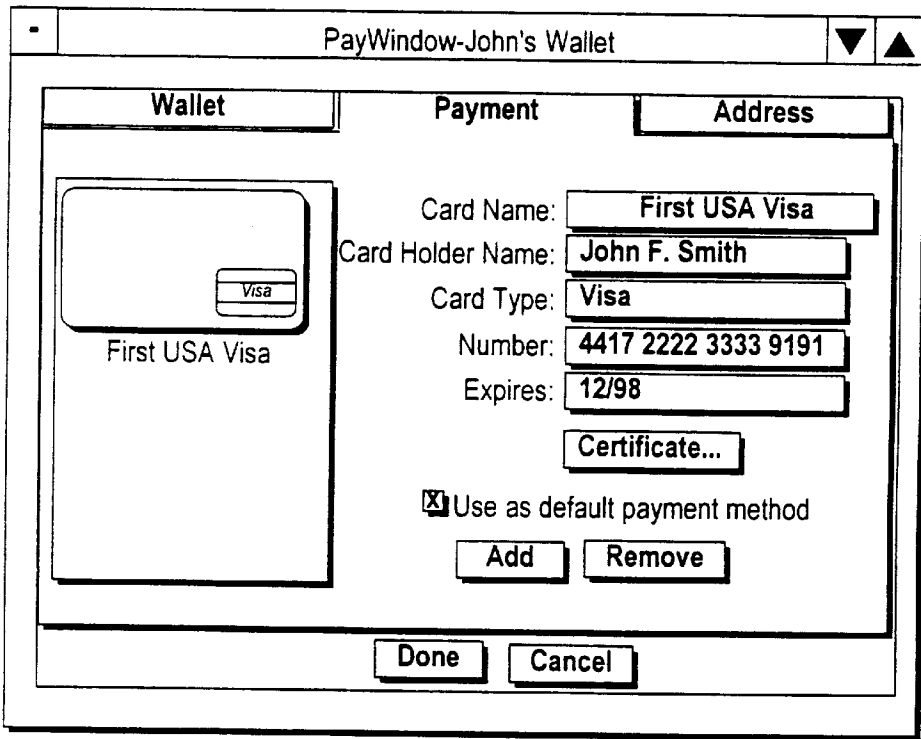 - PayWindow-John's Wallet
Wallet Payment Address
Visa
First USA Visa
Card Name: First USA Visa
Card Holder Name: John F. Smith
Card Type: Visa
Number: 4417 2222 3333 9191
Expires: 12/98
Certificate...
X Use as default payment method
Add Remove
Done Cancel